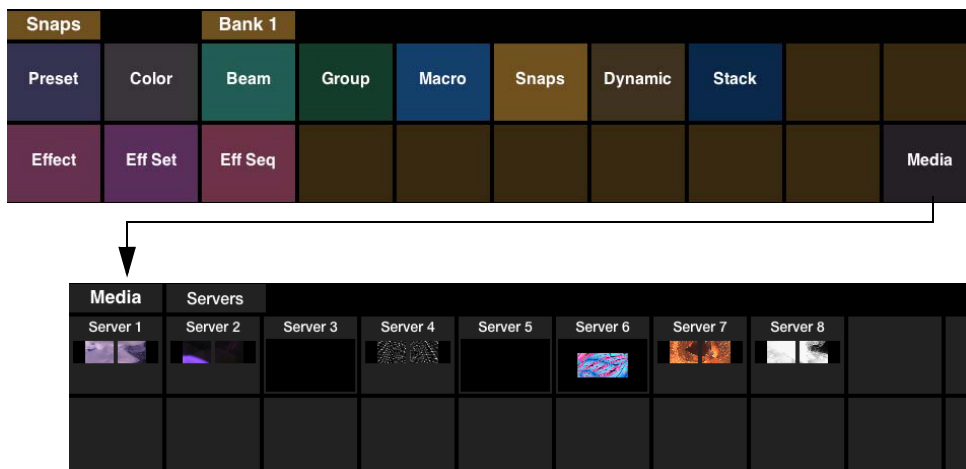 Snaps Bank 1
Preset Color Beam Group Macro Snaps Dynamic Stack
Effect Eff Set Eff Seq Media
Media Servers
Server 1 Server 2 Server 3 Server 4 Server 5 Server 6 Server 7 Server 8